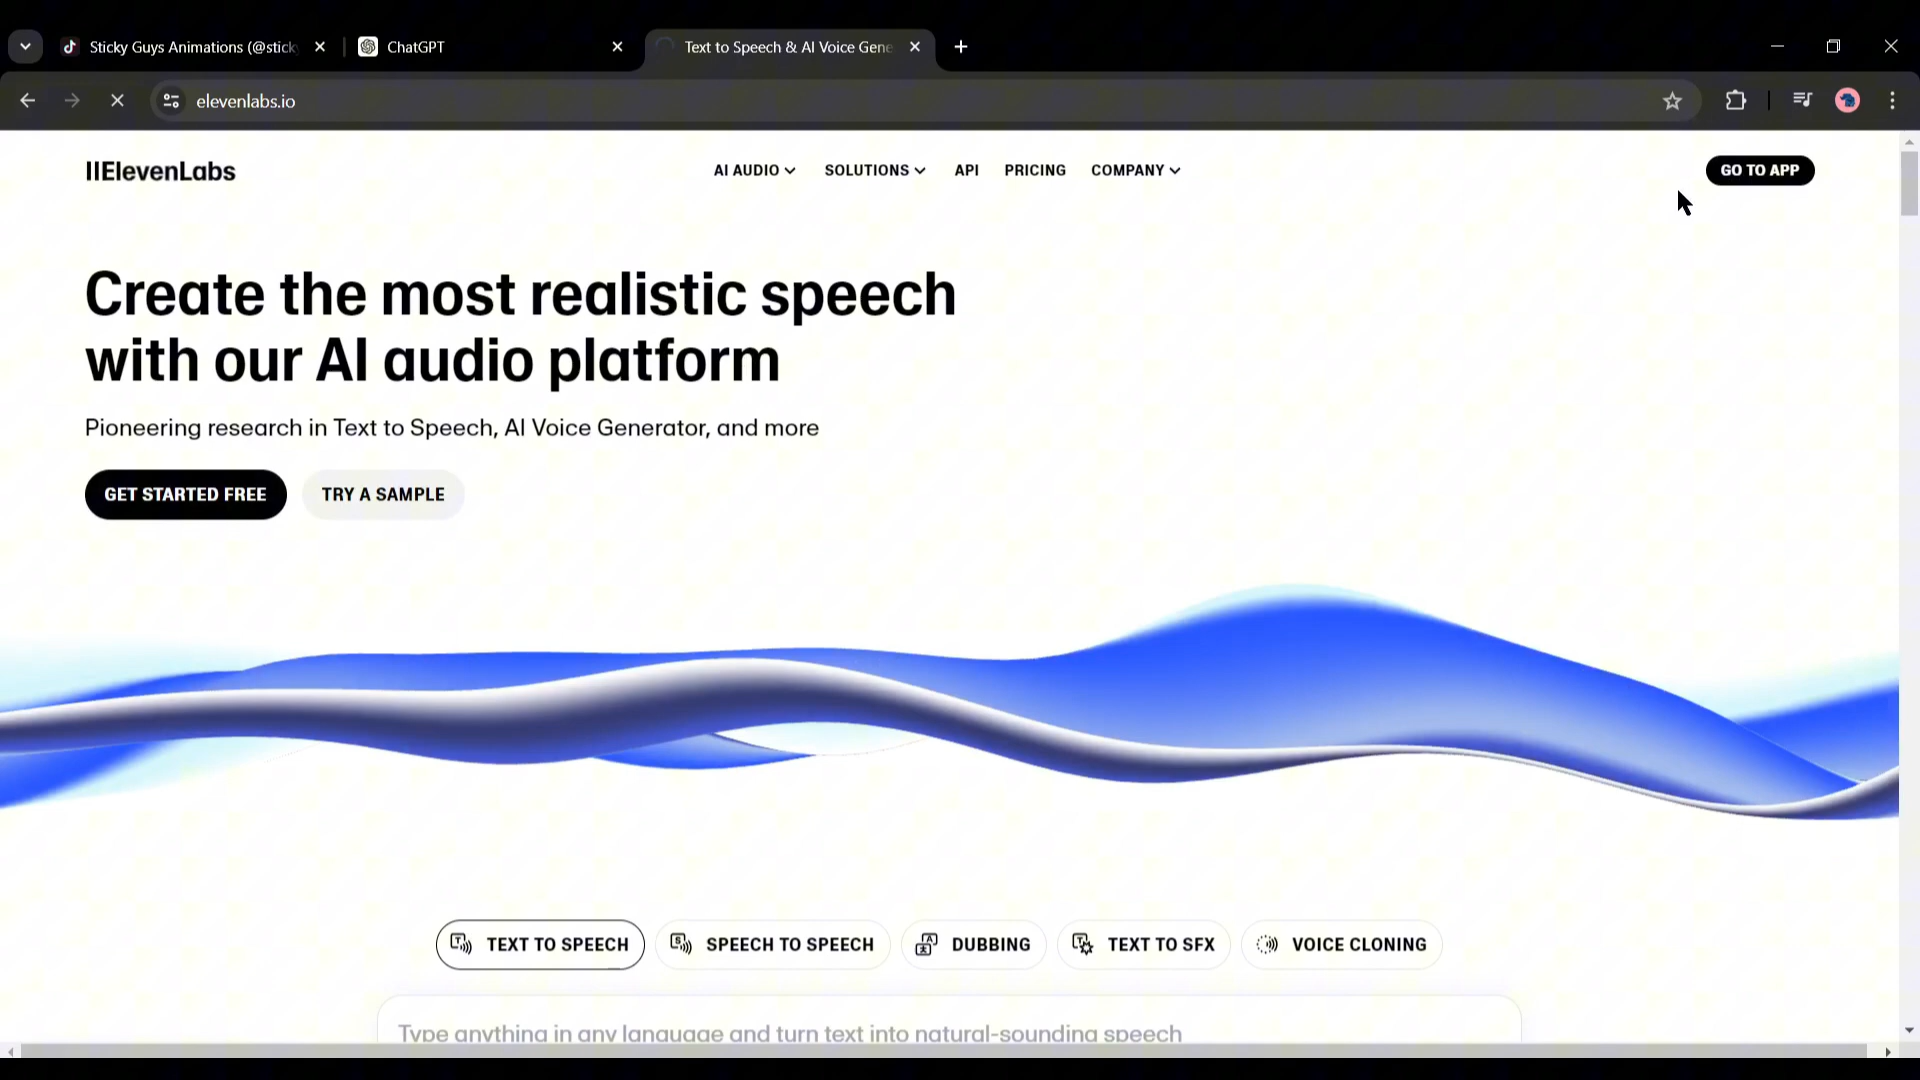 Sticky Guys Animations (@stick
ChatGPT
Text to Speech & AI Voice Gene
elevenlabs.io
IIElevenLabs
AI AUDIO
SOLUTIONS
API
PRICING
COMPANY
GO TO APP
Create the most realistic speech
with our AI audio platform
Pioneering research in Text to Speech, AI Voice Generator, and more
GET STARTED FREE
TRY A SAMPLE
TEXT TO SPEECH
SPEECH TO SPEECH
DUBBING
TEXT TO SFX
VOICE CLONING
Type anything in any language and turn text into natural-sounding speech